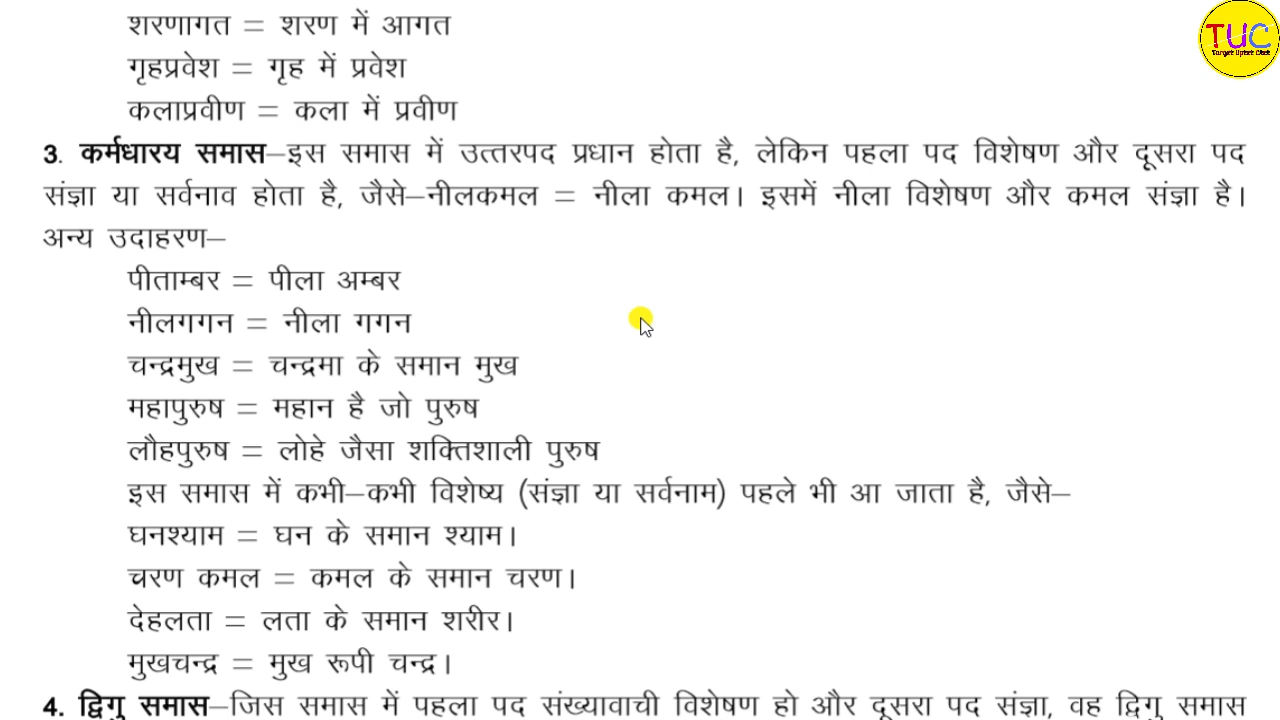 शरणागत = शरण में आगत
गृहप्रवेश = गृह में प्रवेश
कलाप्रवीण = कला में प्रवीण
3. कर्मधारय समास–इस समास में उत्तरपद प्रधान होता है, लेकिन पहला पद विशेषण और दूसरा पद
संज्ञा या सर्वनाव होता है, जैसे–नीलकमल = नीला कमल। इसमें नीला विशेषण और कमल संज्ञा है।
अन्य उदाहरण–
पीताम्बर = पीला अम्बर
नीलगगन = नीला गगन
चन्द्रमुख = चन्द्रमा के समान मुख
महापुरुष = महान है जो पुरुष
लौहपुरुष = लोहे जैसा शक्तिशाली पुरुष
इस समास में कभी–कभी विशेष्य (संज्ञा या सर्वनाम) पहले भी आ जाता है, जैसे–
घनश्याम = घन के समान श्याम।
चरण कमल = कमल के समान चरण।
देहलता = लता के समान शरीर।
मुखचन्द्र = मुख रूपी चन्द्र।
4. द्विगु समास–जिस समास में पहला पद संख्यावाची विशेषण हो और दूसरा पद संज्ञा, वह द्विगु समास
TUC
Target Uptet Ctet